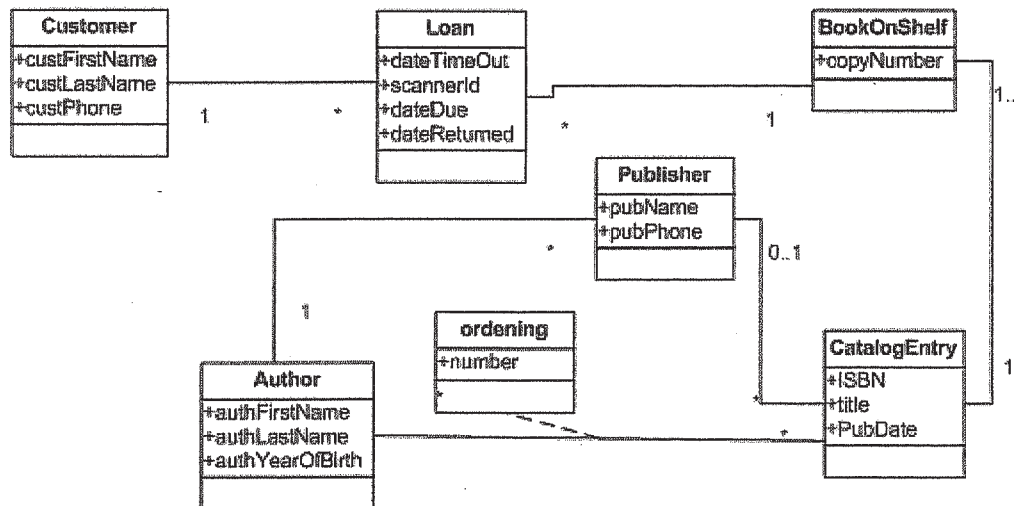 Customer
+custFirstName
+custLastName
+custPhone
Loan
+dateTimeOut
+scannerId
+dateDue
+dateReturned
BookOnShelf
+copyNumber
1
*
*
1
1..
Publisher
+pubName
+pubPhone
*
0..1
1
ordening
+number
*
Author
+authFirstName
+authLastName
+authYearOfBirth
CatalogEntry
+ISBN
+title
+PubDate
*
*
1